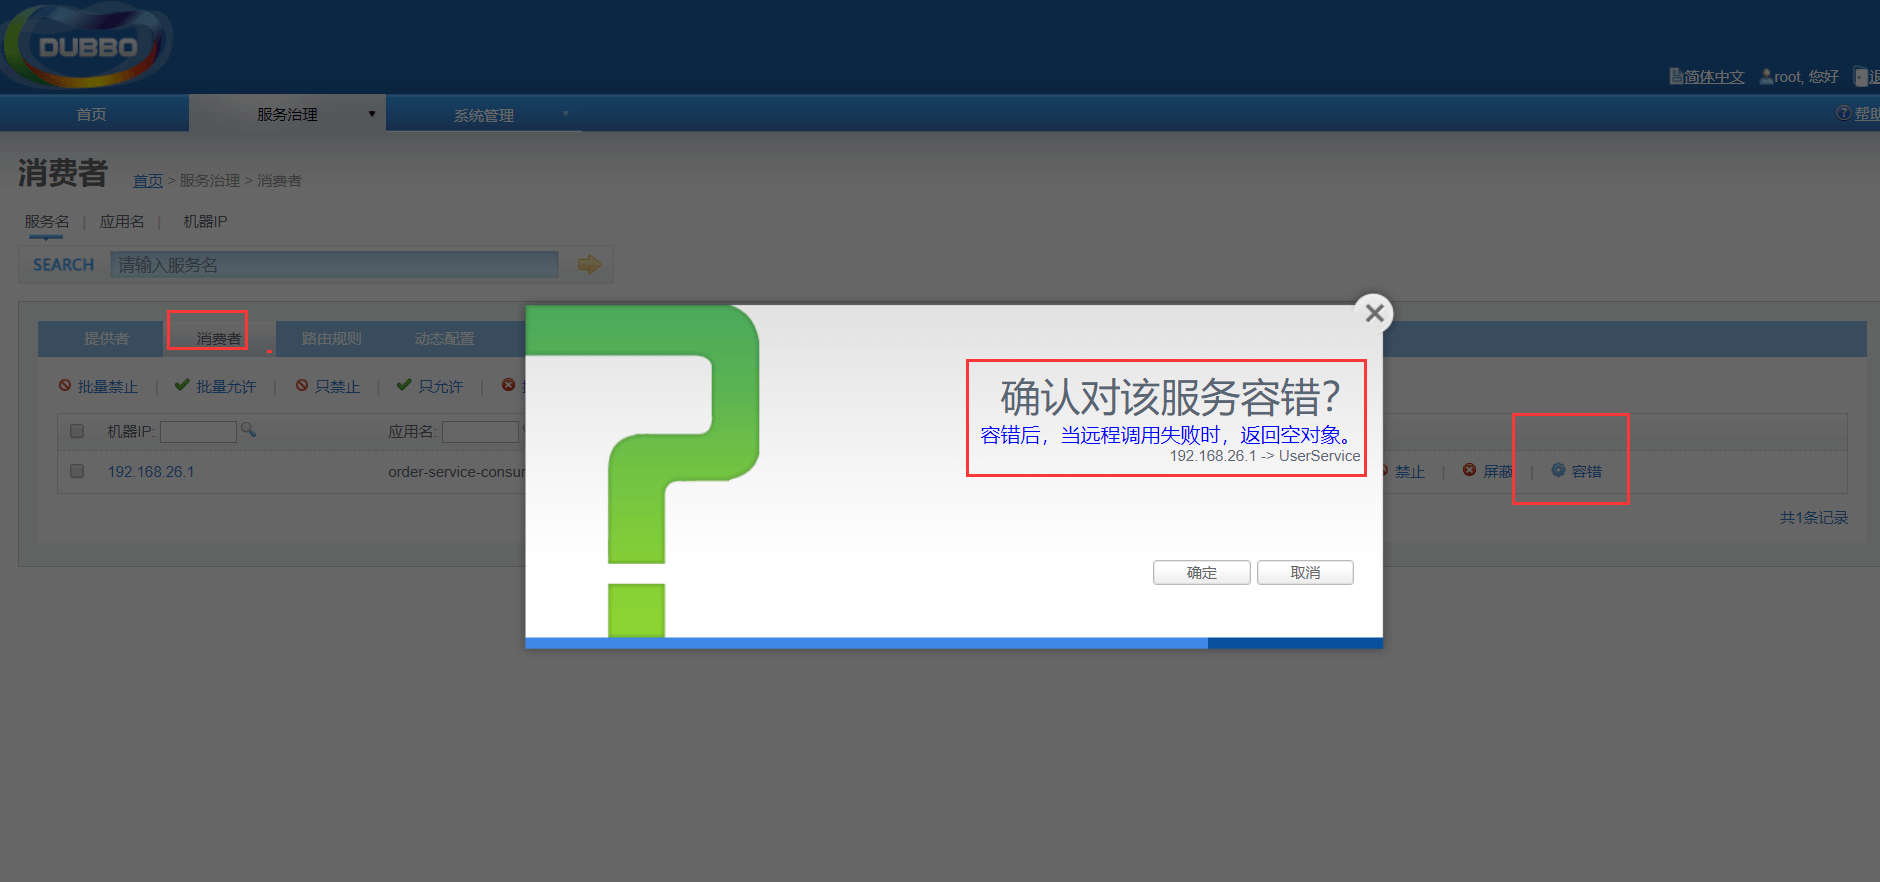 DUBBO
简体中文 root, 您好
首页 服务治理 系统管理
消费者 首页 > 服务治理 > 消费者
服务名 | 应用名 | 机器IP
SEARCH 请输入服务名
提供者 消费者 路由规则 动态配置
批量禁止 | 批量允许 | 只禁止 | 只允许 |
确认对该服务容错?
容错后，当远程调用失败时，返回空对象。
192.168.26.1 -> UserService
机器IP: 应用名:
192.168.26.1 order-service-consu 禁止 | 屏蔽 | 容错
共1条记录
确定 取消